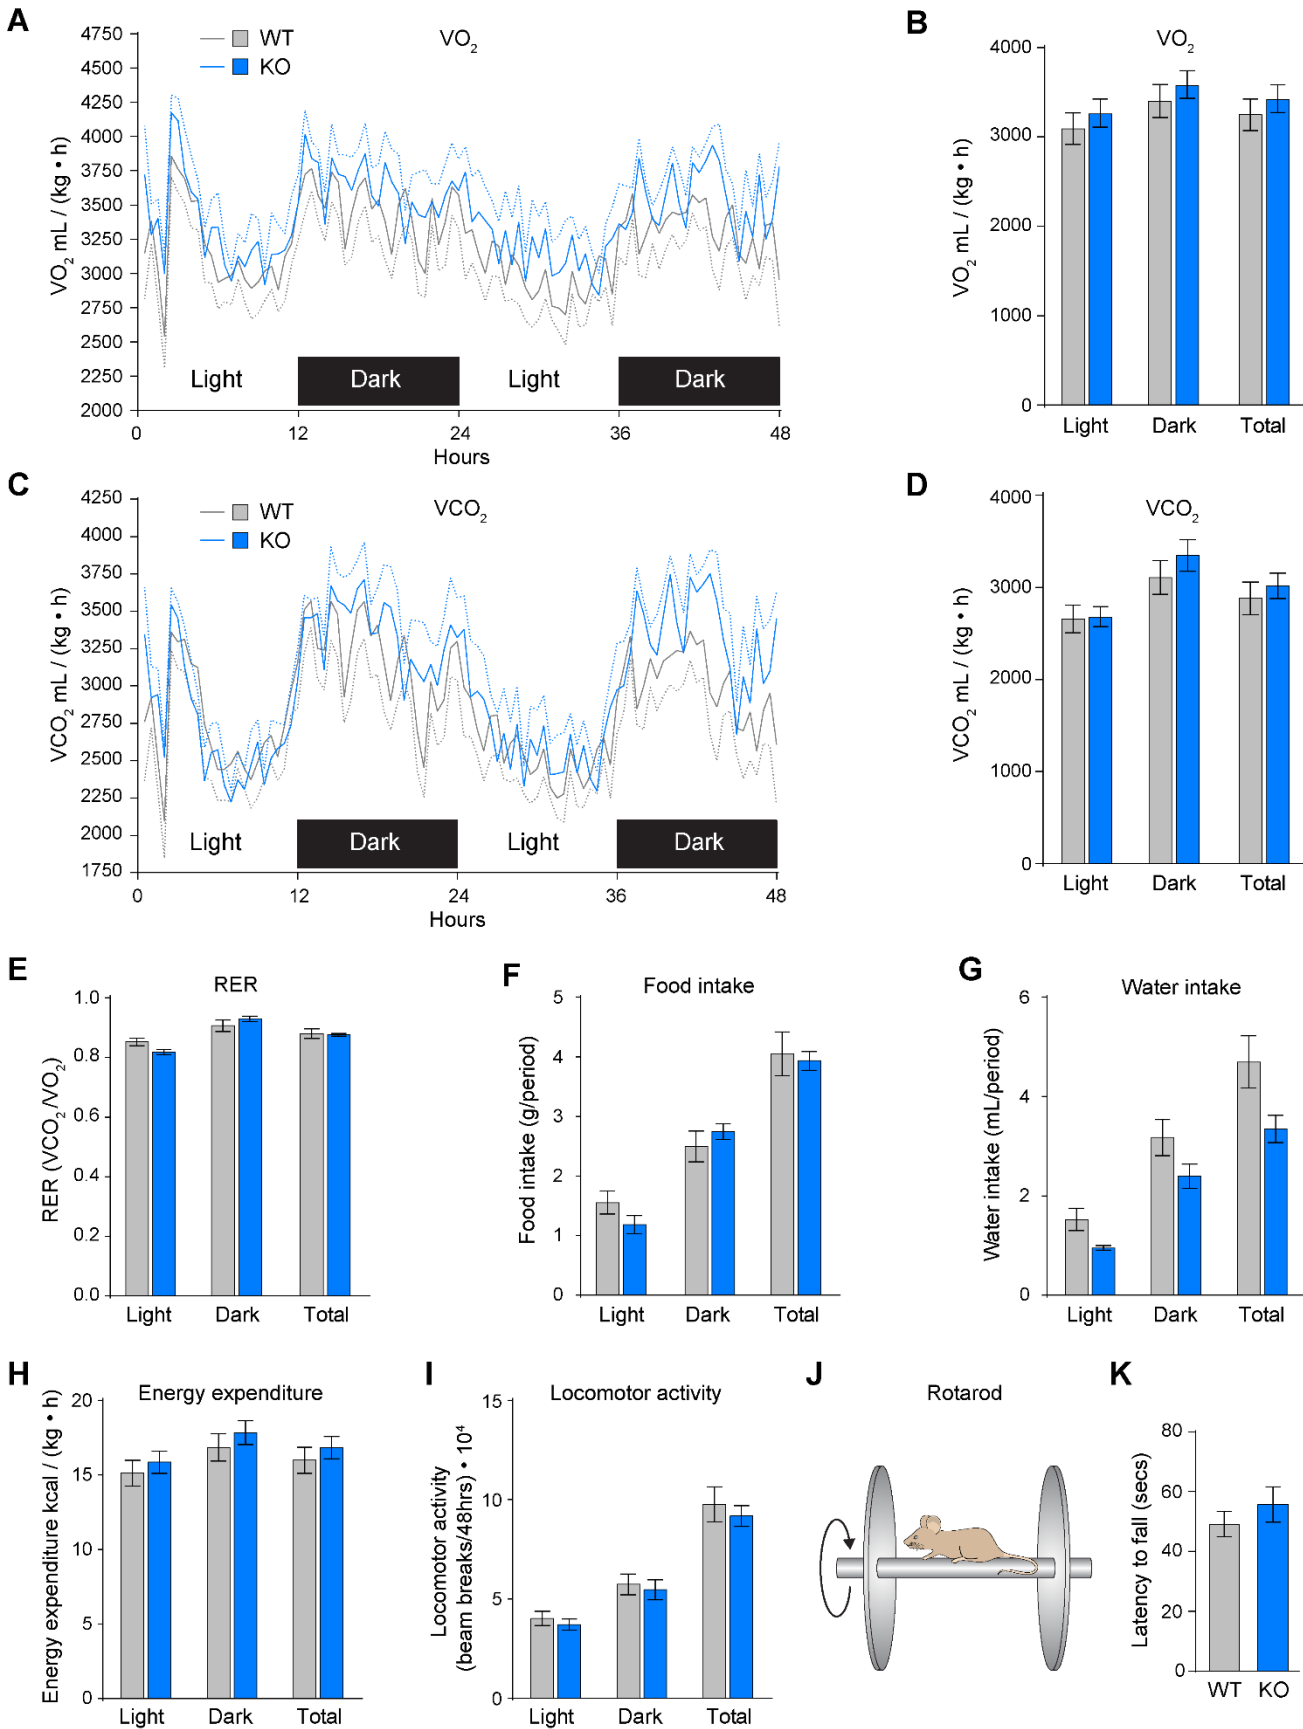 A
VO2
WT
KO
4750
4500
4250
4000
3750
3500
3250
3000
2750
2500
2250
2000
VO2 mL / (kg • h)
Light
Dark
Light
Dark
0
12
24
36
48
Hours
B
VO2
4000
3000
2000
1000
0
VO2 mL / (kg • h)
Light
Dark
Total
C
VCO2
WT
KO
4250
4000
3750
3500
3250
3000
2750
2500
2250
2000
1750
VCO2 mL / (kg • h)
Light
Dark
Light
Dark
0
12
24
36
48
Hours
D
VCO2
4000
3000
2000
1000
0
VCO2 mL / (kg • h)
Light
Dark
Total
E
RER
1.0
0.8
0.6
0.4
0.2
0.0
RER (VCO2/VO2)
Light
Dark
Total
F
Food intake
5
4
3
2
1
0
Food intake (g/period)
Light
Dark
Total
G
Water intake
6
4
2
0
Water intake (mL/period)
Light
Dark
Total
H
Energy expenditure
20
15
10
5
0
Energy expenditure kcal / (kg • h)
Light
Dark
Total
I
Locomotor activity
15
10
5
0
Locomotor activity
(beam breaks/48hrs) • 10⁴
Light
Dark
Total
J
Rotarod
K
80
60
40
20
0
Latency to fall (secs)
WT
KO